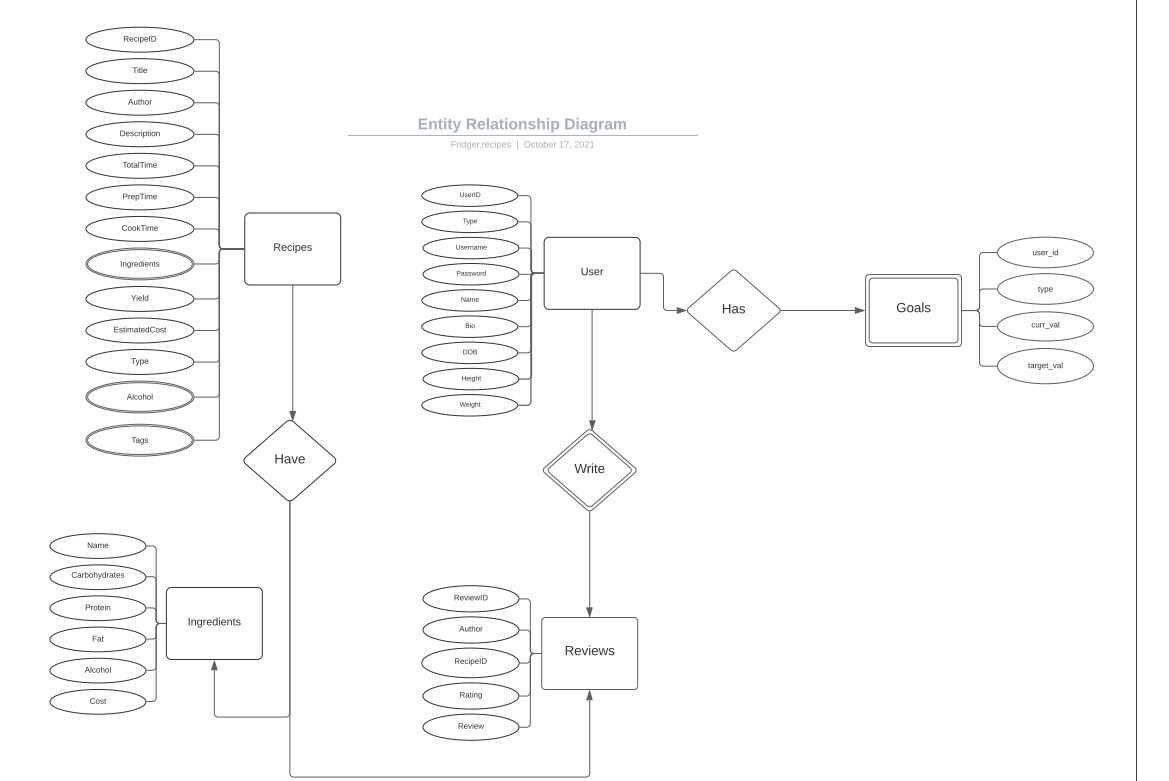 Entity Relationship Diagram
Fridger.recipes | October 17, 2021
RecipeID
Title
Author
Description
TotalTime
PrepTime
CookTime
Ingredients
Yield
EstimatedCost
Type
Alcohol
Tags
Recipes
Have
UserID
Type
Username
Password
Name
Bio
DOB
Height
Weight
User
Has
Goals
user_id
type
curr_val
target_val
Write
Name
Carbohydrates
Protein
Fat
Alcohol
Cost
Ingredients
ReviewID
Author
RecipeID
Rating
Review
Reviews